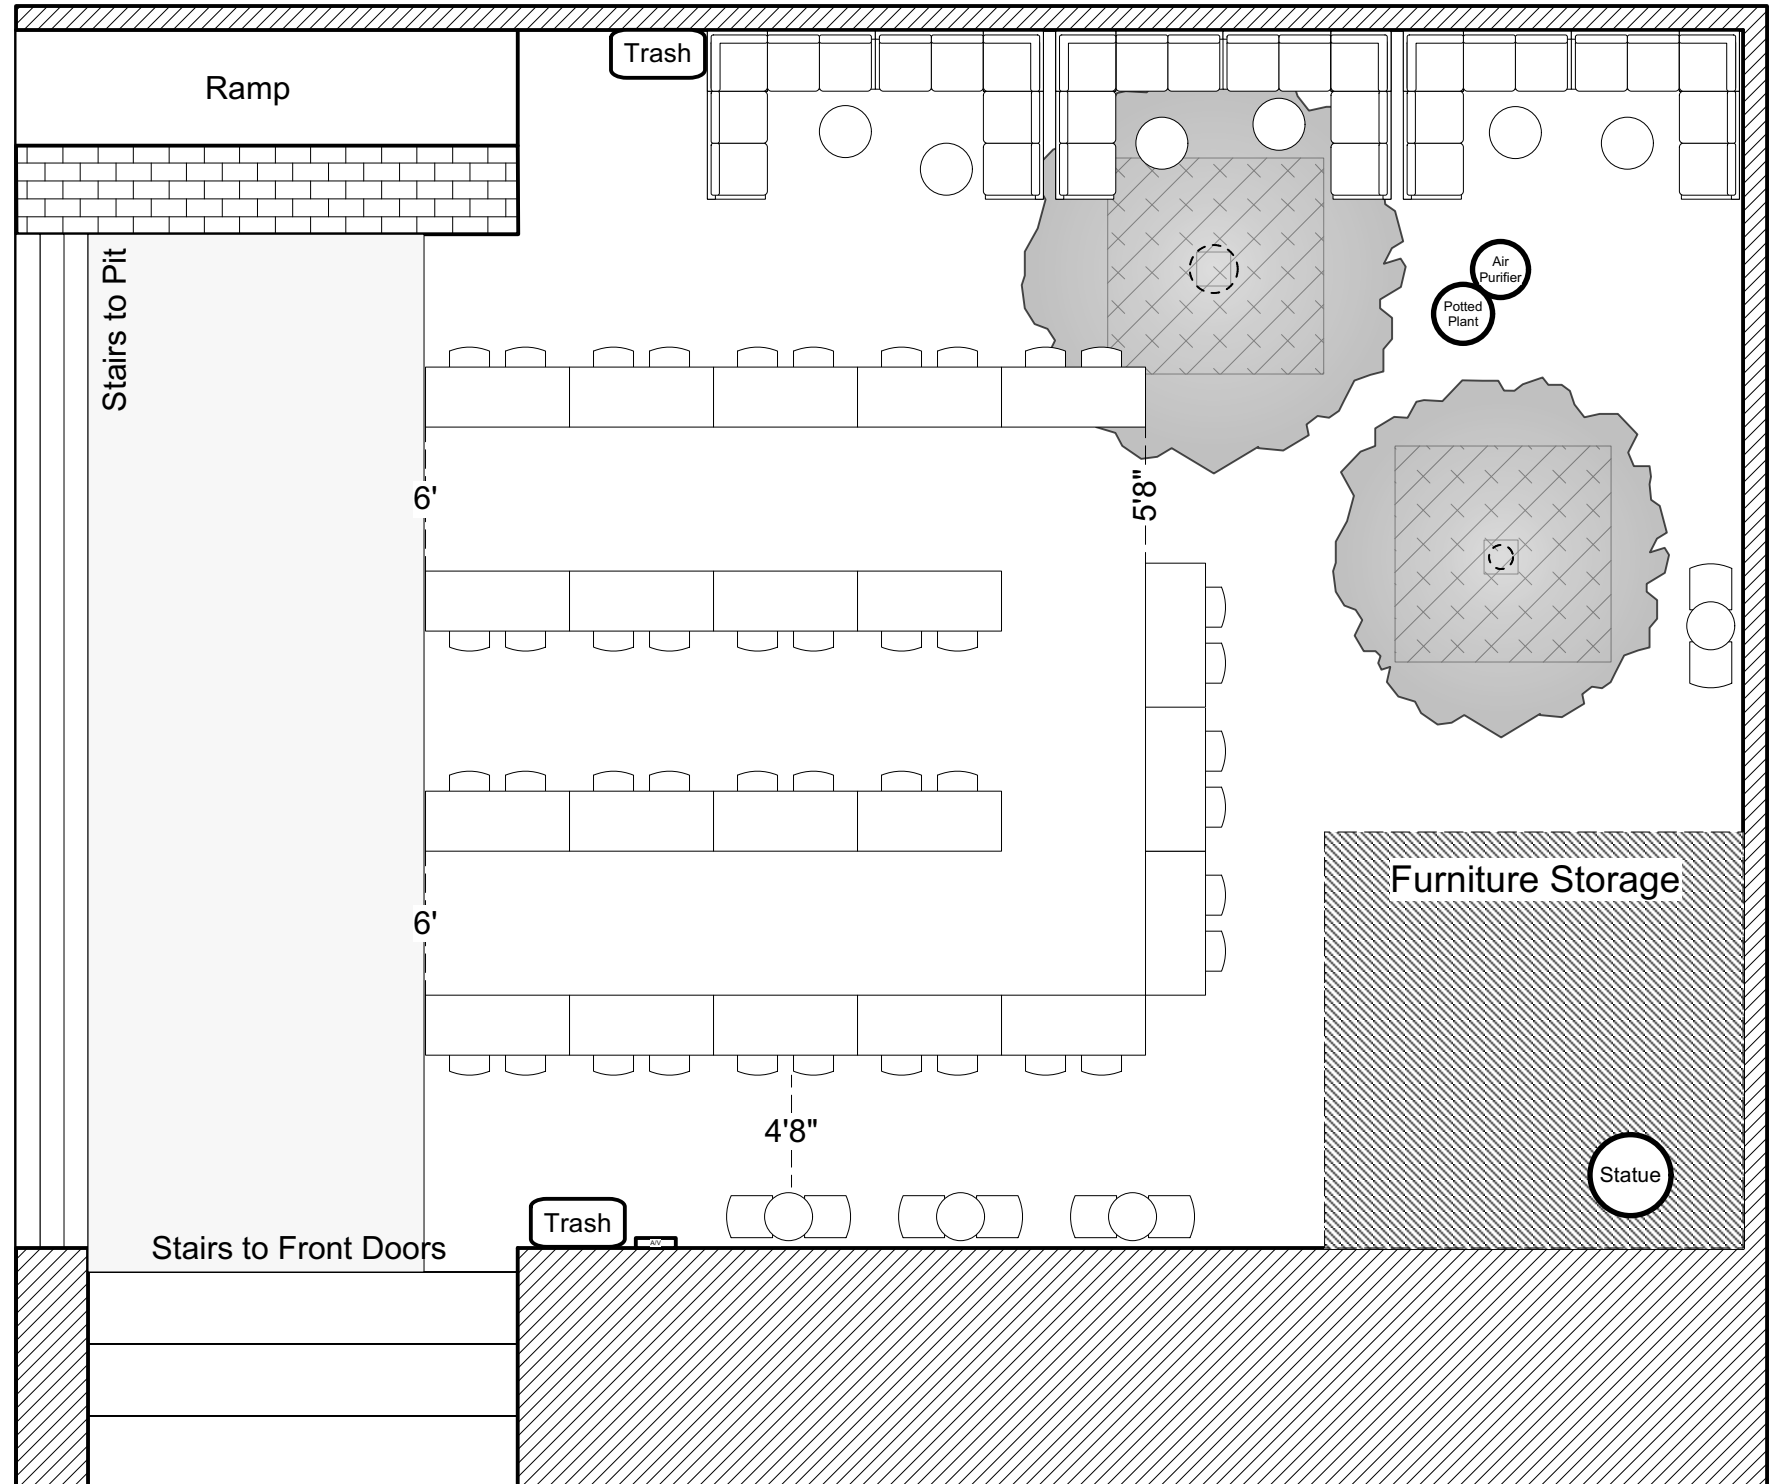 Trash
Ramp
Stairs to Pit
Air
Purifier
Potted
Plant
6'
5'8"
Furniture Storage
6'
4'8"
Statue
Trash
A/V
Stairs to Front Doors